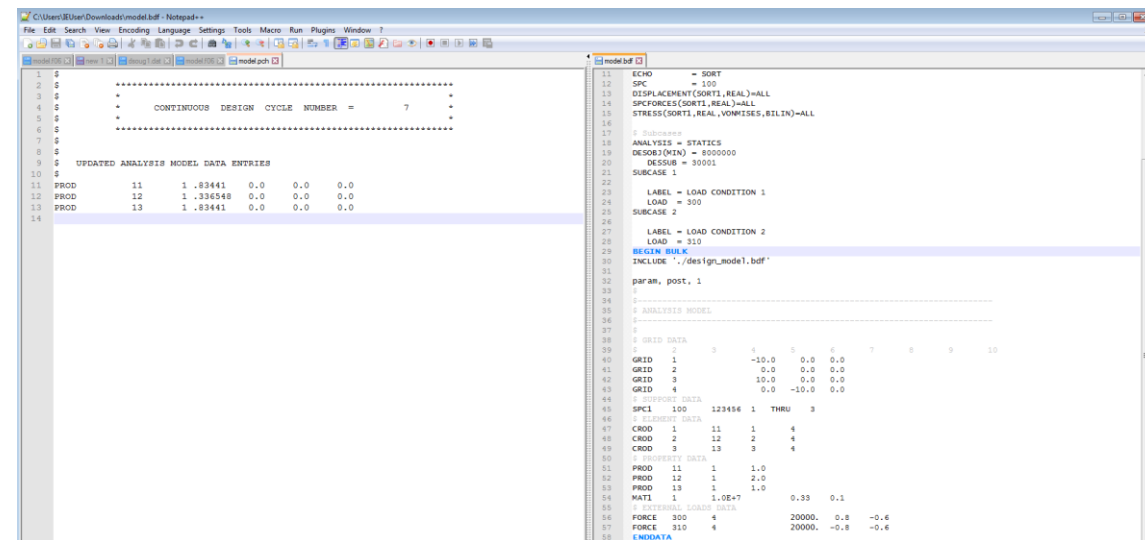 C:\Users\IEUser\Downloads\model.bdf - Notepad++
File Edit Search View Encoding Language Settings Tools Macro Run Plugins Window ?
model.f06 new 1 dsoug1.dat model.f06 model.pch
1 $
2 $ *******************************************************************
3 $ * *
4 $ * CONTINUOUS DESIGN CYCLE NUMBER = 7 *
5 $ * *
6 $ *******************************************************************
7 $
8 $
9 $ UPDATED ANALYSIS MODEL DATA ENTRIES
10 $
11 PROD 11 1 .83441 0.0 0.0 0.0
12 PROD 12 1 .336548 0.0 0.0 0.0
13 PROD 13 1 .83441 0.0 0.0 0.0
14
model.bdf
11 ECHO = SORT
12 SPC = 100
13 DISPLACEMENT(SORT1,REAL)=ALL
14 SPCFORCES(SORT1,REAL)=ALL
15 STRESS(SORT1,REAL,VONMISES,BILIN)=ALL
16
17 $ Subcases
18 ANALYSIS = STATICS
19 DESOBJ(MIN) = 8000000
20 DESSUB = 30001
21 SUBCASE 1
22
23 LABEL = LOAD CONDITION 1
24 LOAD = 300
25 SUBCASE 2
26
27 LABEL = LOAD CONDITION 2
28 LOAD = 310
29 BEGIN BULK
30 INCLUDE './design_model.bdf'
31
32 param, post, 1
33 $
34 $------------------------------------------------------------------------
35 $ ANALYSIS MODEL
36 $------------------------------------------------------------------------
37 $
38 $ GRID DATA
39 $ 2 3 4 5 6 7 8 9 10
40 GRID 1 -10.0 0.0 0.0
41 GRID 2 0.0 0.0 0.0
42 GRID 3 10.0 0.0 0.0
43 GRID 4 0.0 -10.0 0.0
44 $ SUPPORT DATA
45 SPC1 100 123456 1 THRU 3
46 $ ELEMENT DATA
47 CROD 1 11 1 4
48 CROD 2 12 2 4
49 CROD 3 13 3 4
50 $ PROPERTY DATA
51 PROD 11 1 1.0
52 PROD 12 1 2.0
53 PROD 13 1 1.0
54 MAT1 1 1.0E+7 0.33 0.1
55 $ EXTERNAL LOADS DATA
56 FORCE 300 4 20000. 0.8 -0.6
57 FORCE 310 4 20000. -0.8 -0.6
58 ENDDATA